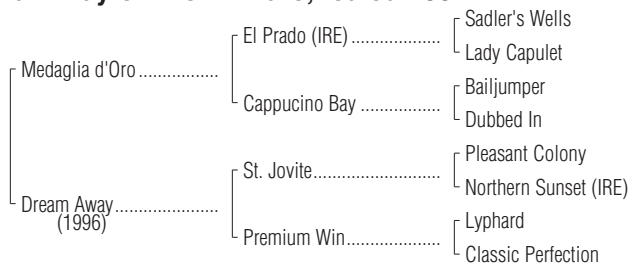 Sadler's Wells
El Prado (IRE)
Lady Capulet
Medaglia d'Oro
Bailjumper
Cappucino Bay
Dubbed In
Pleasant Colony
St. Jovite
Northern Sunset (IRE)
Dream Away
(1996)
Lyphard
Premium Win
Classic Perfection